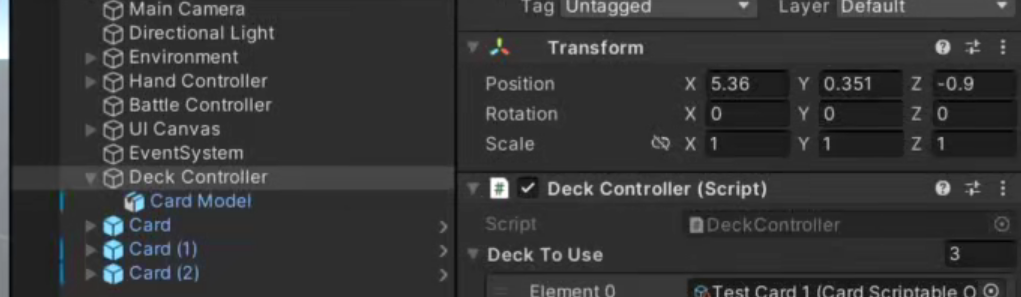 Main Camera
Directional Light
Environment
Hand Controller
Battle Controller
UI Canvas
EventSystem
Deck Controller
Card Model
Card
Card (1)
Card (2)
Tag Untagged Layer Default
Transform
Position X 5.36 Y 0.351 Z -0.9
Rotation X 0 Y 0 Z 0
Scale X 1 Y 1 Z 1
# Deck Controller (Script)
Script DeckController
Deck To Use 3
Element 0 Test Card 1 (Card Scriptable O